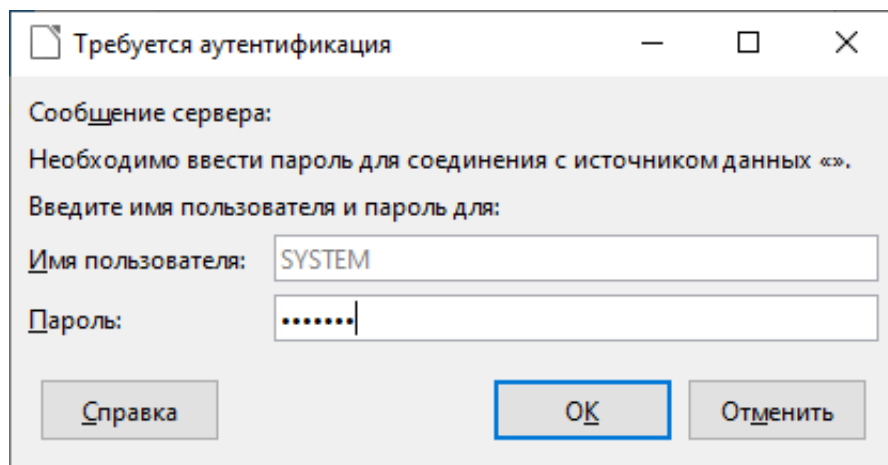 Требуется аутентификация
Сообщение сервера:
Необходимо ввести пароль для соединения с источником данных «».
Введите имя пользователя и пароль для:
Имя пользователя: SYSTEM
Пароль: •••••••
Справка OK Отменить